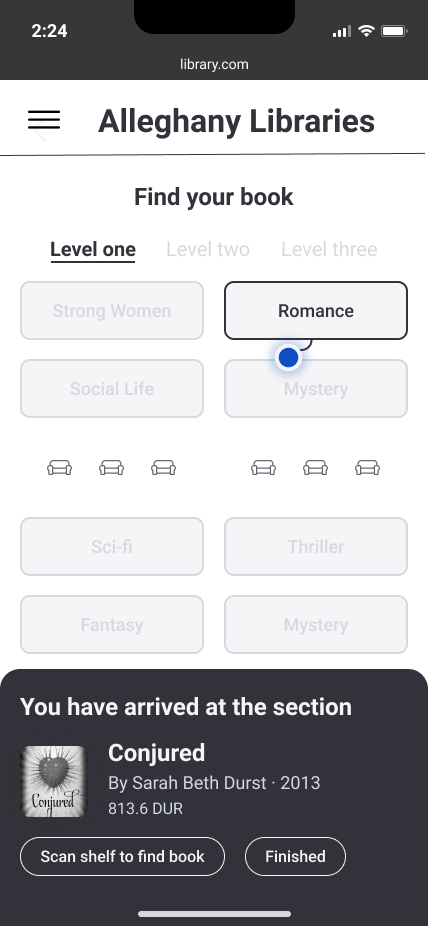 2:24
library.com
Alleghany Libraries
Find your book
Level one Level two Level three
Strong Women Romance
Social Life Mystery
Sci-fi Thriller
Fantasy Mystery
You have arrived at the section
Conjured
By Sarah Beth Durst · 2013
813.6 DUR
Conjured
Scan shelf to find book Finished